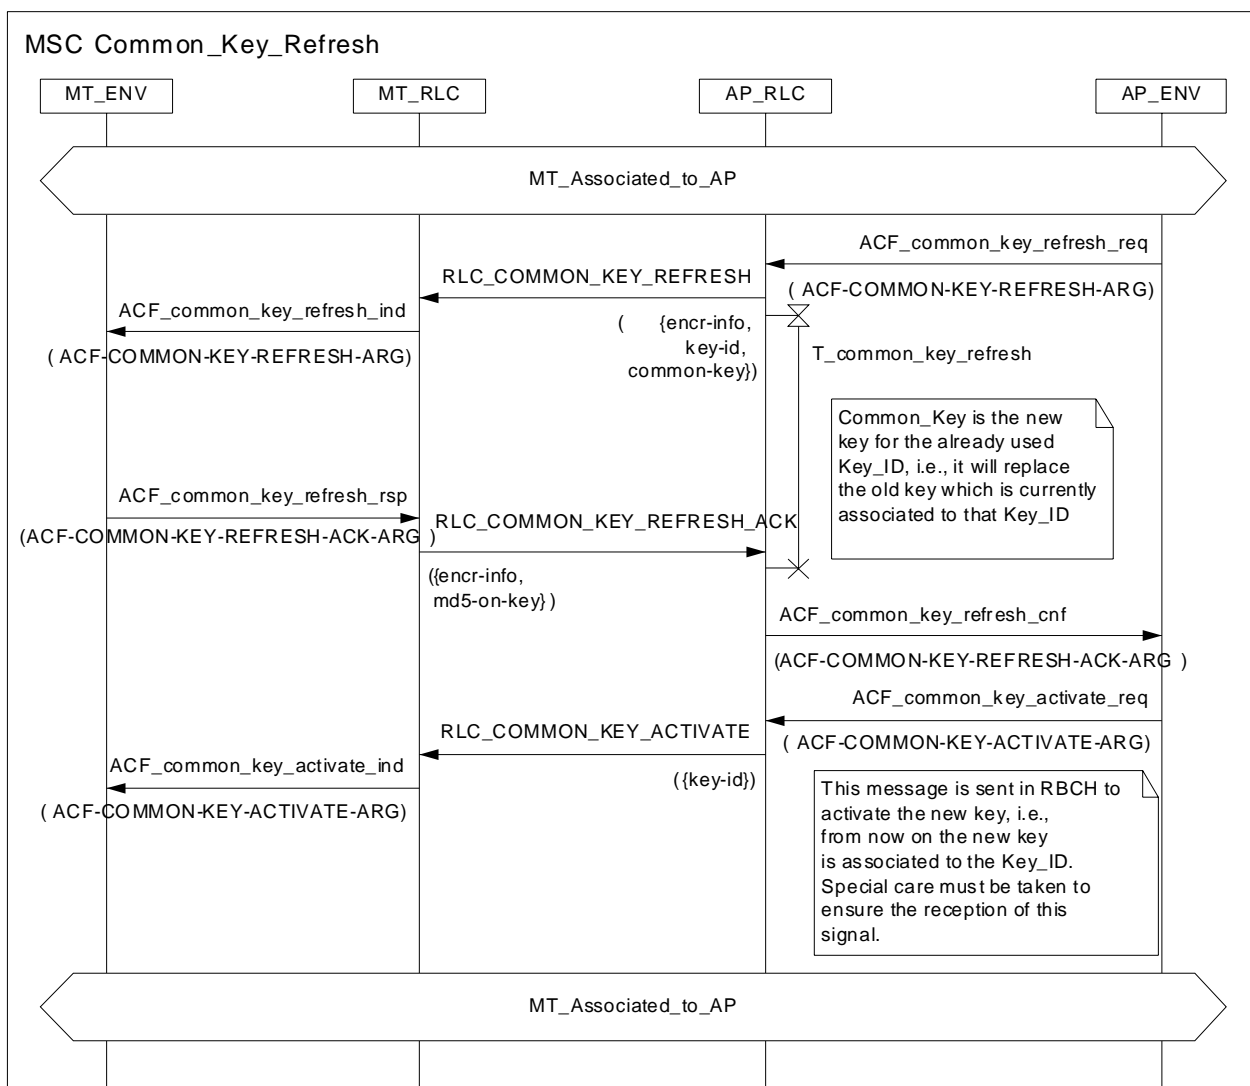 MSC Common_Key_Refresh
MT_ENV
MT_RLC
AP_RLC
AP_ENV
MT_Associated_to_AP
ACF_common_key_refresh_req
( ACF-COMMON-KEY-REFRESH-ARG)
RLC_COMMON_KEY_REFRESH
( {encr-info,
key-id,
common-key})
ACF_common_key_refresh_ind
( ACF-COMMON-KEY-REFRESH-ARG)
T_common_key_refresh
Common_Key is the new
key for the already used
Key_ID, i.e., it will replace
the old key which is currently
associated to that Key_ID
ACF_common_key_refresh_rsp
(ACF-COMMON-KEY-REFRESH-ACK-ARG )
RLC_COMMON_KEY_REFRESH_ACK
({encr-info,
md5-on-key} )
ACF_common_key_refresh_cnf
(ACF-COMMON-KEY-REFRESH-ACK-ARG )
ACF_common_key_activate_req
( ACF-COMMON-KEY-ACTIVATE-ARG)
RLC_COMMON_KEY_ACTIVATE
({key-id})
ACF_common_key_activate_ind
( ACF-COMMON-KEY-ACTIVATE-ARG)
This message is sent in RBCH to
activate the new key, i.e.,
from now on the new key
is associated to the Key_ID.
Special care must be taken to
ensure the reception of this
signal.
MT_Associated_to_AP